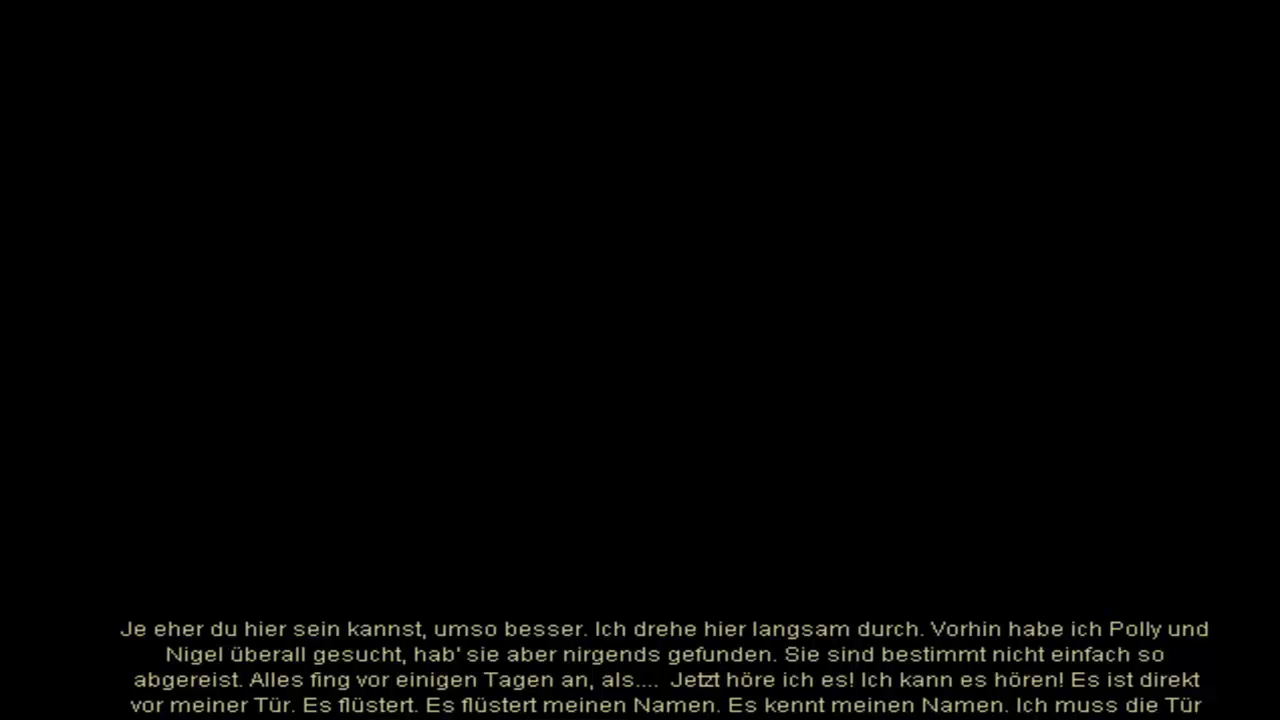 Je eher du hier sein kannst, umso besser. Ich drehe hier langsam durch. Vorhin habe ich Polly und
Nigel überall gesucht, hab' sie aber nirgends gefunden. Sie sind bestimmt nicht einfach so
abgereist. Alles fing vor einigen Tagen an, als.... Jetzt höre ich es! Ich kann es hören! Es ist direkt
vor meiner Tür. Es flüstert. Es flüstert meinen Namen. Es kennt meinen Namen. Ich muss die Tür